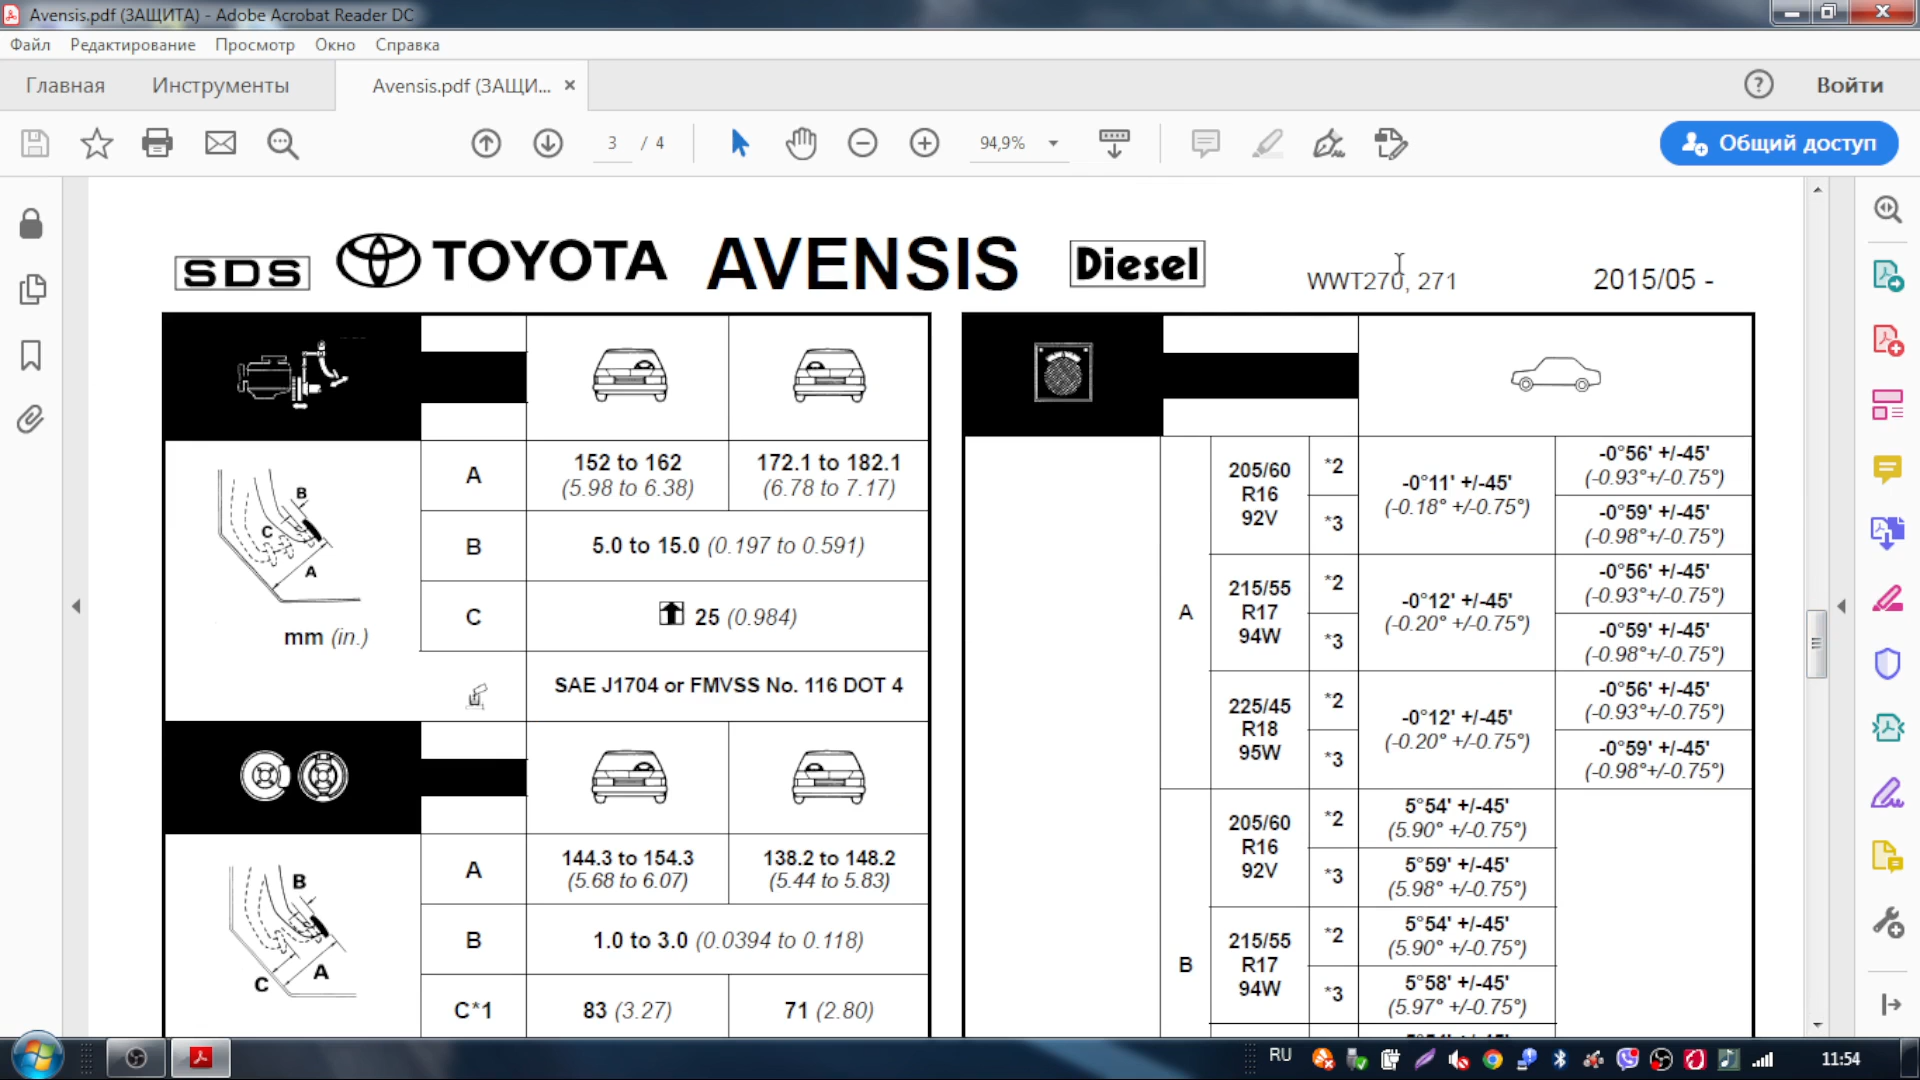 Avensis.pdf (ЗАЩИТА) - Adobe Acrobat Reader DC
Файл Редактирование Просмотр Окно Справка
Главная Инструменты Avensis.pdf (ЗАЩИ... × ? Войти
3 / 4 94,9% Общий доступ
SDS TOYOTA AVENSIS Diesel WWT270, 271 2015/05 -
A 152 to 162 172.1 to 182.1
(5.98 to 6.38) (6.78 to 7.17)
B 5.0 to 15.0 (0.197 to 0.591)
C 25 (0.984)
B
C
A
mm (in.)
SAE J1704 or FMVSS No. 116 DOT 4
A 144.3 to 154.3 138.2 to 148.2
(5.68 to 6.07) (5.44 to 5.83)
B 1.0 to 3.0 (0.0394 to 0.118)
C*1 83 (3.27) 71 (2.80)
B
A
C
A
205/60
R16
92V
*2
*3
-0°11' +/-45'
(-0.18° +/-0.75°)
-0°56' +/-45'
(-0.93°+/-0.75°)
-0°59' +/-45'
(-0.98°+/-0.75°)
215/55
R17
94W
*2
*3
-0°12' +/-45'
(-0.20° +/-0.75°)
-0°56' +/-45'
(-0.93°+/-0.75°)
-0°59' +/-45'
(-0.98°+/-0.75°)
225/45
R18
95W
*2
*3
-0°12' +/-45'
(-0.20° +/-0.75°)
-0°56' +/-45'
(-0.93°+/-0.75°)
-0°59' +/-45'
(-0.98°+/-0.75°)
B
205/60
R16
92V
*2
5°54' +/-45'
(5.90° +/-0.75°)
*3
5°59' +/-45'
(5.98° +/-0.75°)
215/55
R17
94W
*2
5°54' +/-45'
(5.90° +/-0.75°)
*3
5°58' +/-45'
(5.97° +/-0.75°)
RU 11:54